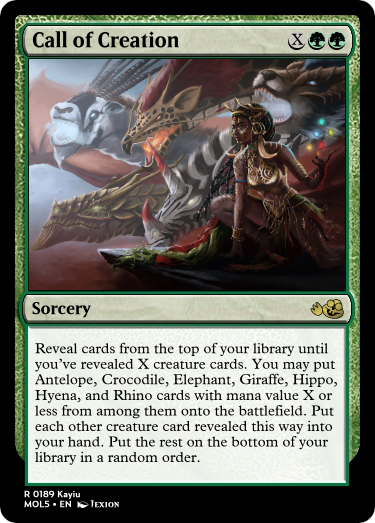 Call of Creation X
Sorcery
Reveal cards from the top of your library until
you've revealed X creature cards. You may put
Antelope, Crocodile, Elephant, Giraffe, Hippo,
Hyena, and Rhino cards with mana value X or
less from among them onto the battlefield. Put
each other creature card revealed this way into
your hand. Put the rest on the bottom of your
library in a random order.
R 0189 Kayiu
MOL5 • EN Jexion